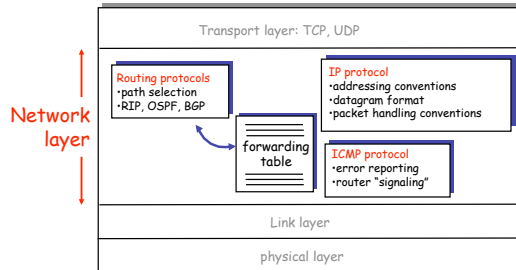 Transport layer: TCP, UDP
Network
layer
Routing protocols
•path selection
•RIP, OSPF, BGP
forwarding
table
IP protocol
•addressing conventions
•datagram format
•packet handling conventions
ICMP protocol
•error reporting
•router “signaling”
Link layer
physical layer